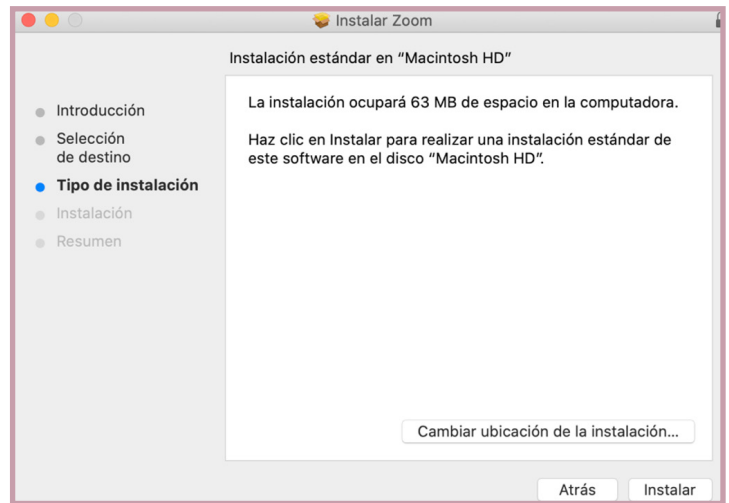 Instalar Zoom
Instalación estándar en “Macintosh HD”
Introducción
Selección
de destino
Tipo de instalación
Instalación
Resumen
La instalación ocupará 63 MB de espacio en la computadora.
Haz clic en Instalar para realizar una instalación estándar de
este software en el disco “Macintosh HD”.
Cambiar ubicación de la instalación...
Atrás
Instalar